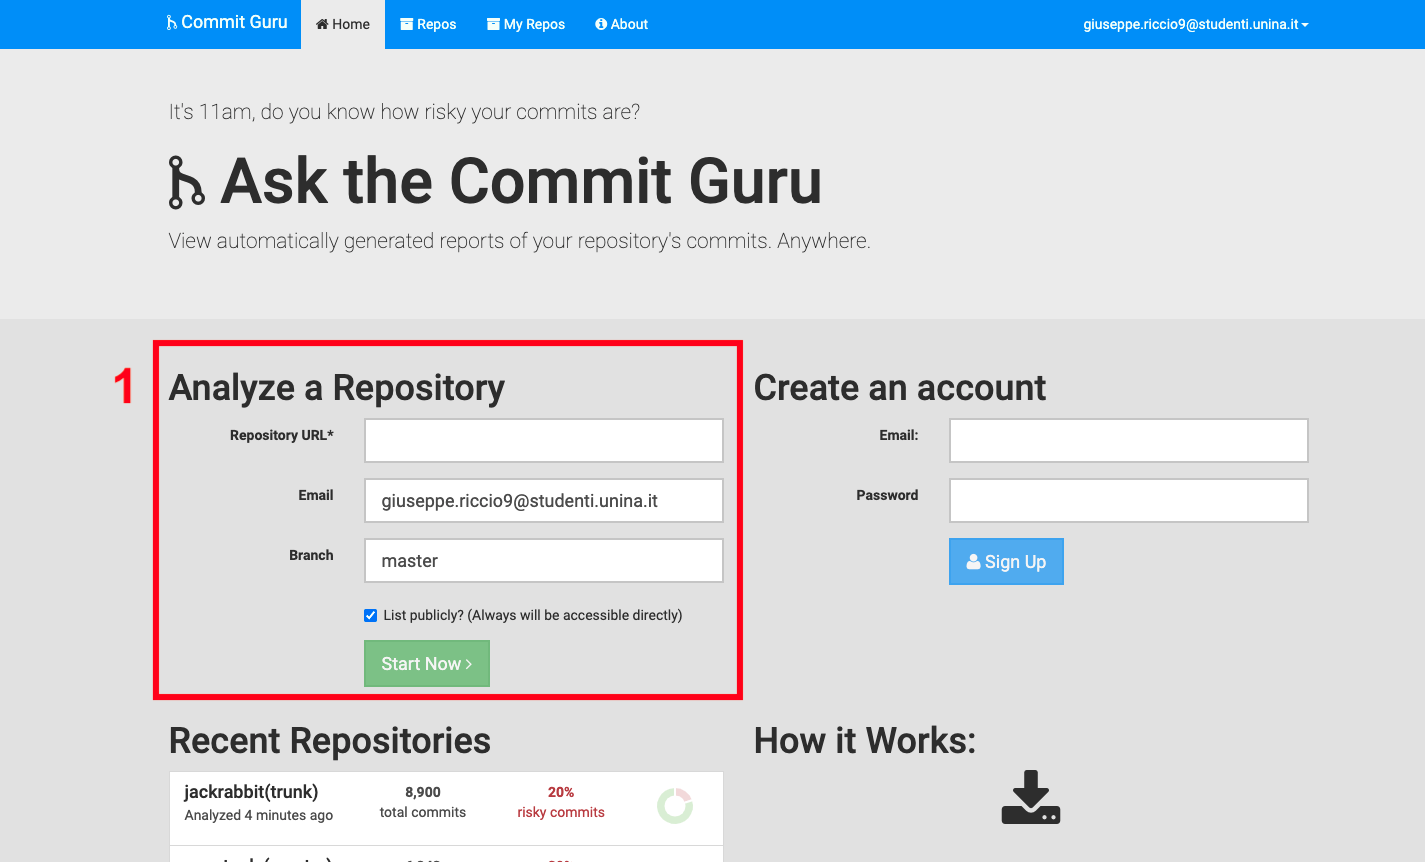 Commit Guru
Home
Repos
My Repos
About
giuseppe.riccio9@studenti.unina.it
It's 11am, do you know how risky your commits are?
Ask the Commit Guru
View automatically generated reports of your repository's commits. Anywhere.
1
Analyze a Repository
Repository URL*
Email
giuseppe.riccio9@studenti.unina.it
Branch
master
List publicly? (Always will be accessible directly)
Start Now
Create an account
Email:
Password
Sign Up
Recent Repositories
jackrabbit(trunk)
Analyzed 4 minutes ago
8,900
total commits
20%
risky commits
How it Works: